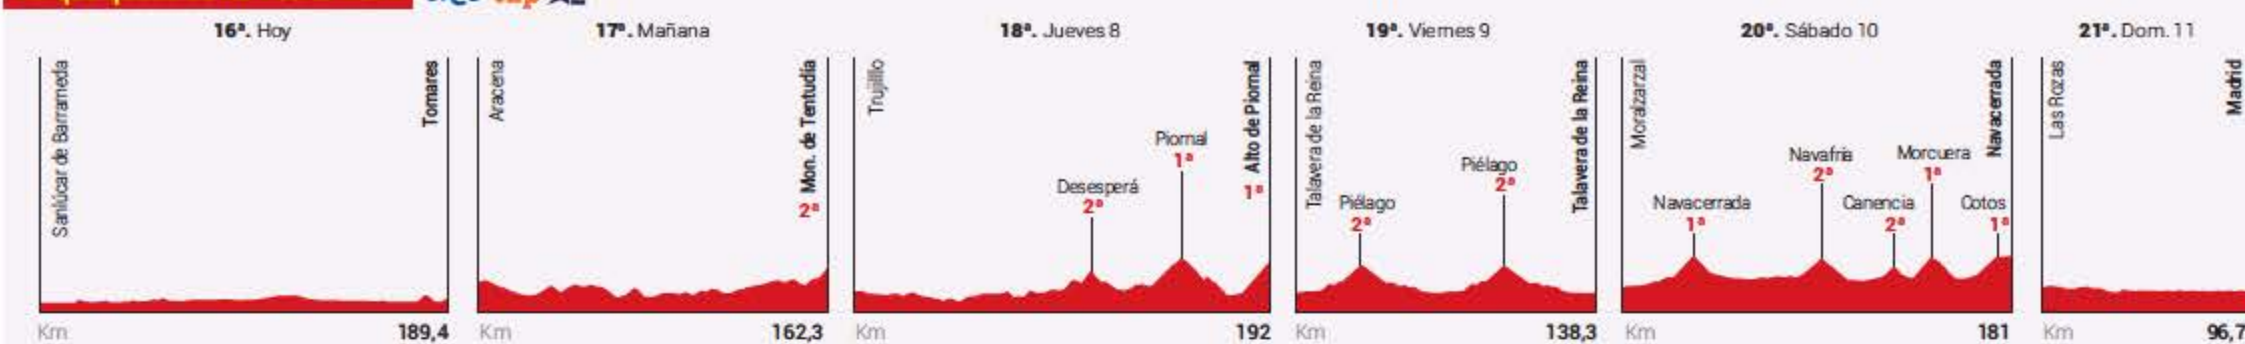 16ª. Hoy
Sanlúcar de Barrameda
Tomares
Km
189,4
17ª. Mañana
Aracena
Mon. de Tentudía
2ª
Km
162,3
18ª. Jueves 8
Trujillo
Desesperá
2ª
Piornal
1ª
Alto de Piornal
1ª
Km
192
19ª. Viernes 9
Talavera de la Reina
Piélago
2ª
Piélago
2ª
Talavera de la Reina
Km
138,3
20ª. Sábado 10
Moralzarzal
Navacerrada
1ª
Navafría
2ª
Canencia
2ª
Morcuera
1ª
Cotos
1ª
Navacerrada
Km
181
21ª. Dom. 11
Las Rozas
Madrid
Km
96,7